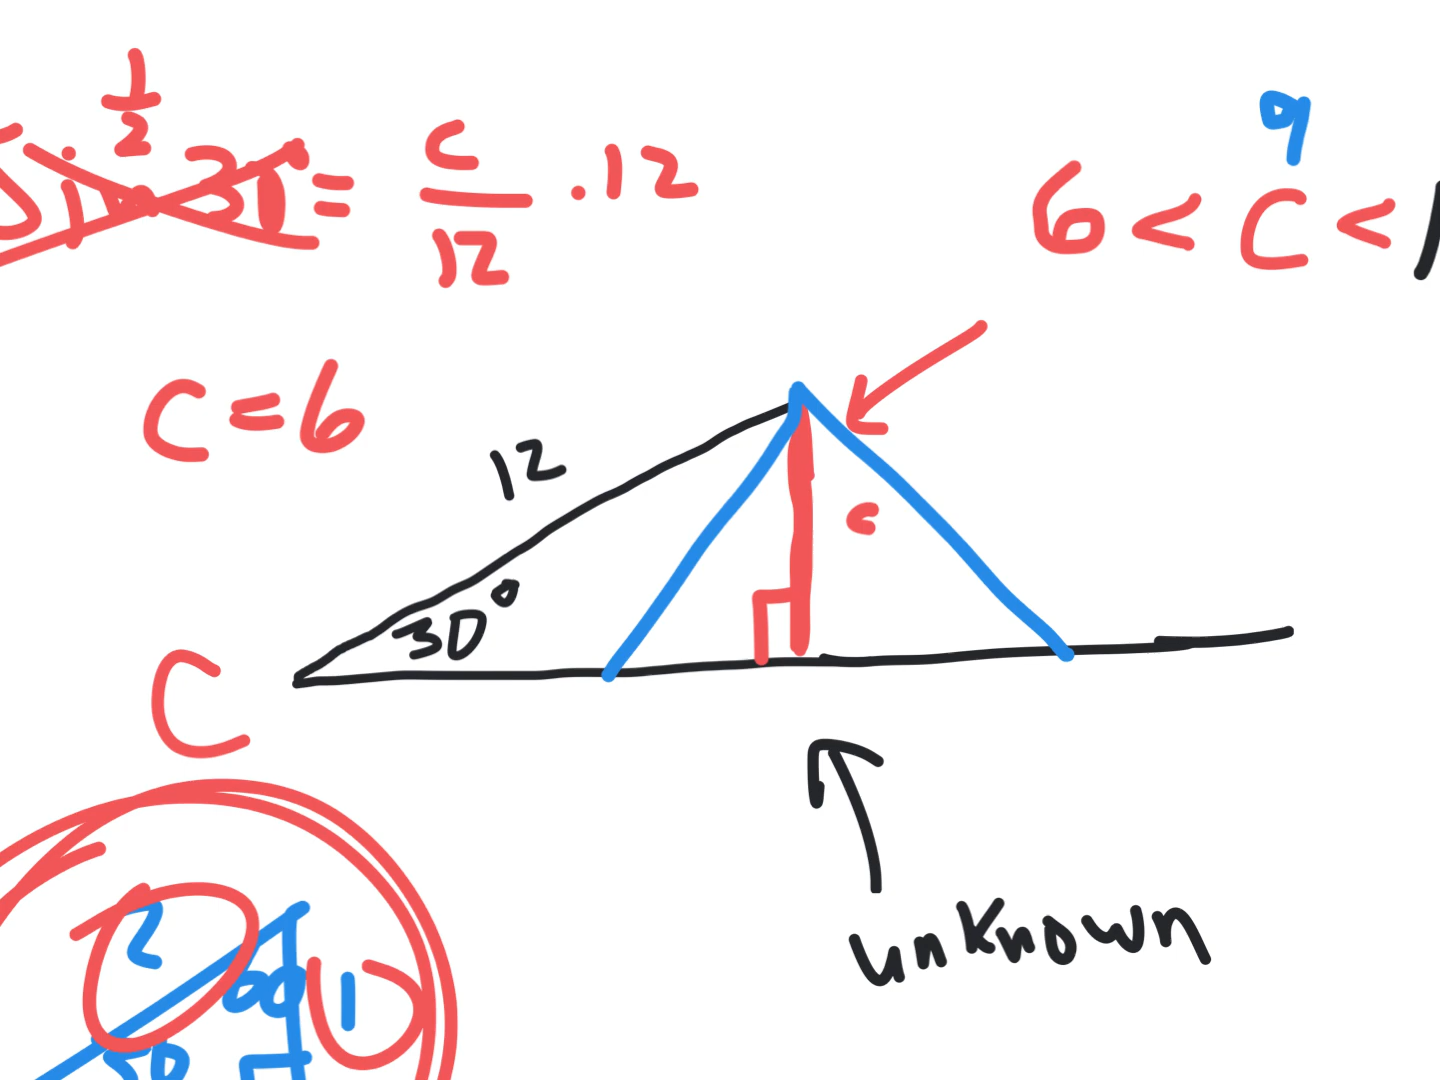 1/2
Sin 30 = C/12 . 12
9
6 < C < 1
C = 6
12
C
30°
C
unknown
2
60
1
30